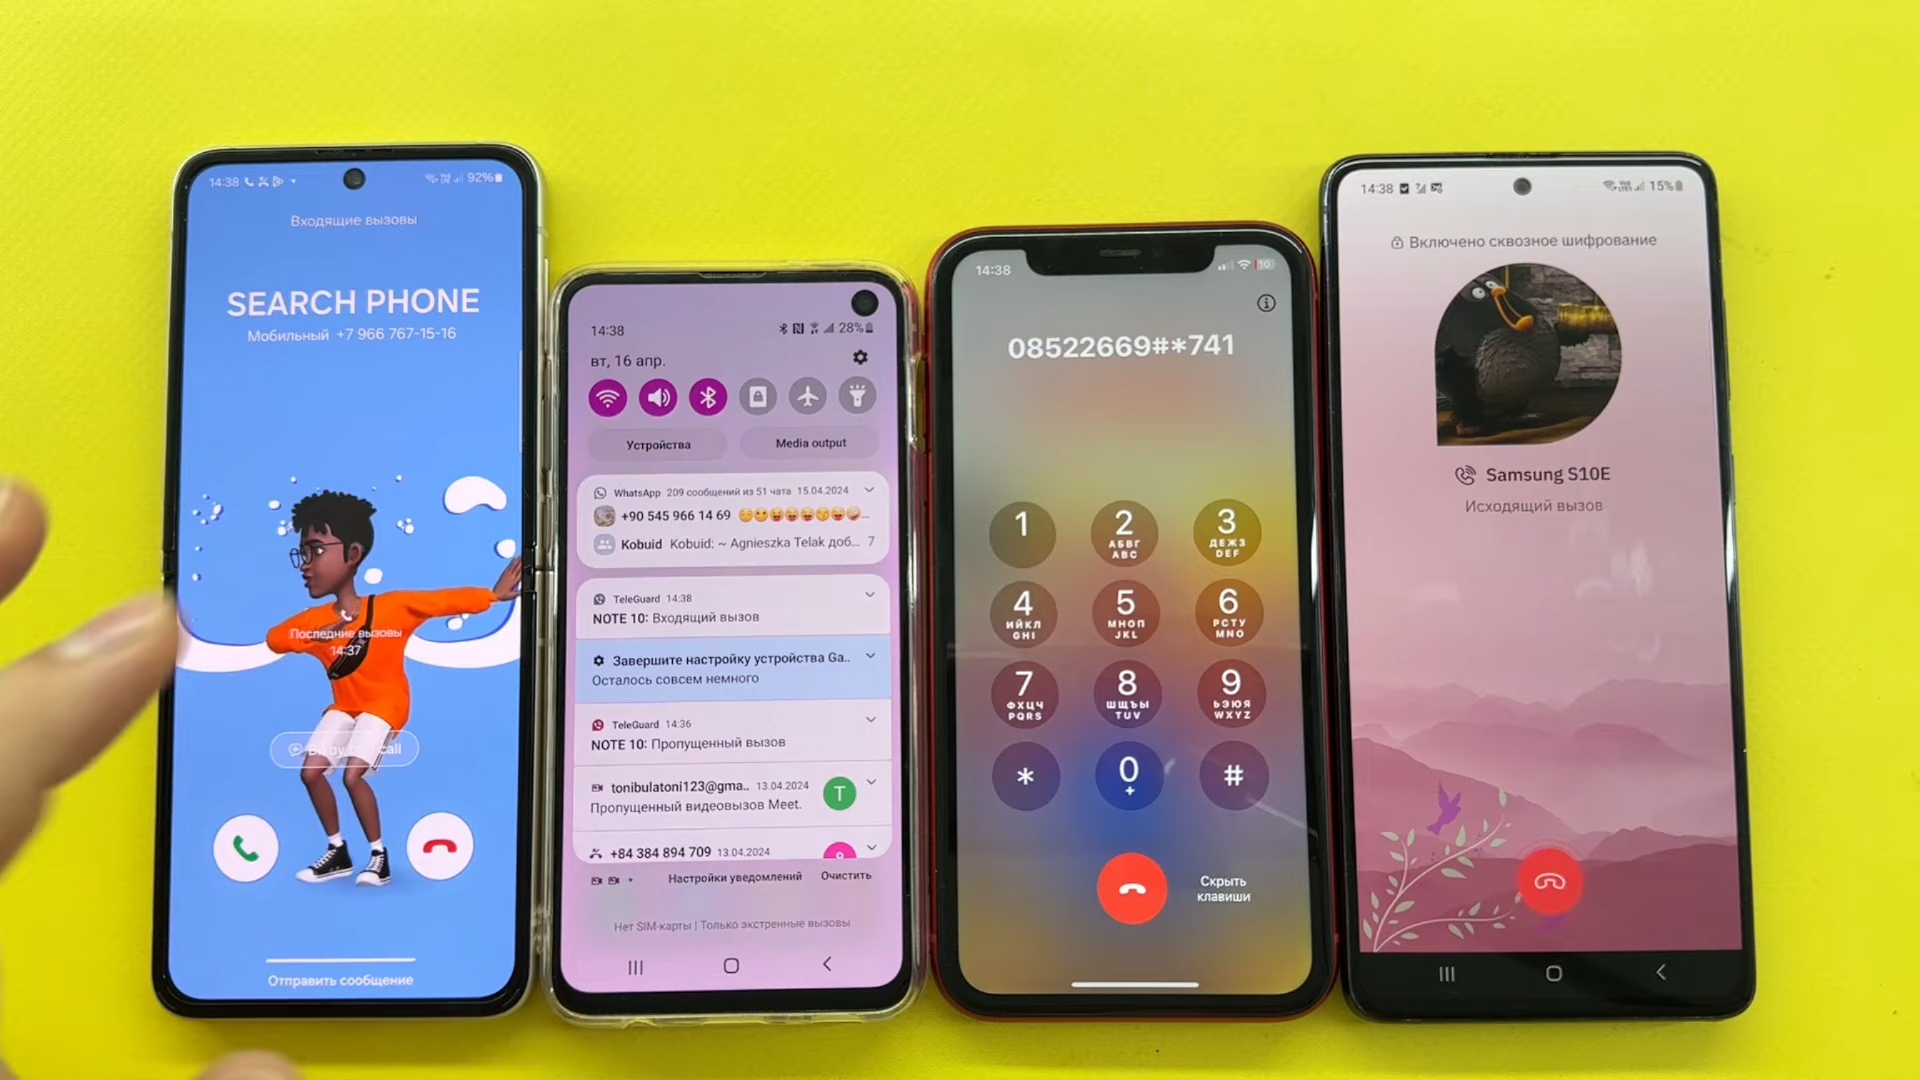 14:38
92%
Входящие вызовы
SEARCH PHONE
Мобильный +7 966 767-15-16
Последние вызовы
14:37
call
Отправить сообщение
14:38
28%
вт, 16 апр.
Устройства
Media output
WhatsApp 209 сообщений из 51 чата 15.04.2024
+90 545 966 14 69
Kobuid Kobuid: ~ Agnieszka Telak доб... 7
TeleGuard 14:38
NOTE 10: Входящий вызов
Завершите настройку устройства Ga..
Осталось совсем немного
TeleGuard 14:36
NOTE 10: Пропущенный вызов
tonibulatoni123@gma.. 13.04.2024
T
Пропущенный видеовызов Meet.
+84 384 894 709 13.04.2024
Настройки уведомлений Очистить
Нет SIM-карты | Только экстренные вызовы
14:38
10
08522669#*741
1 2 3
АБВГ ДЕЖЗ
ABC DEF
4 5 6
ИЙКЛ МНОП РСТУ
GHI JKL MNO
7 8 9
ФХЦЧ ШЩЪЫ ЬЭЮЯ
PQRS TUV WXYZ
* 0 #
+
Скрыть
клавиши
14:38
15%
Включено сквозное шифрование
Samsung S10E
Исходящий вызов